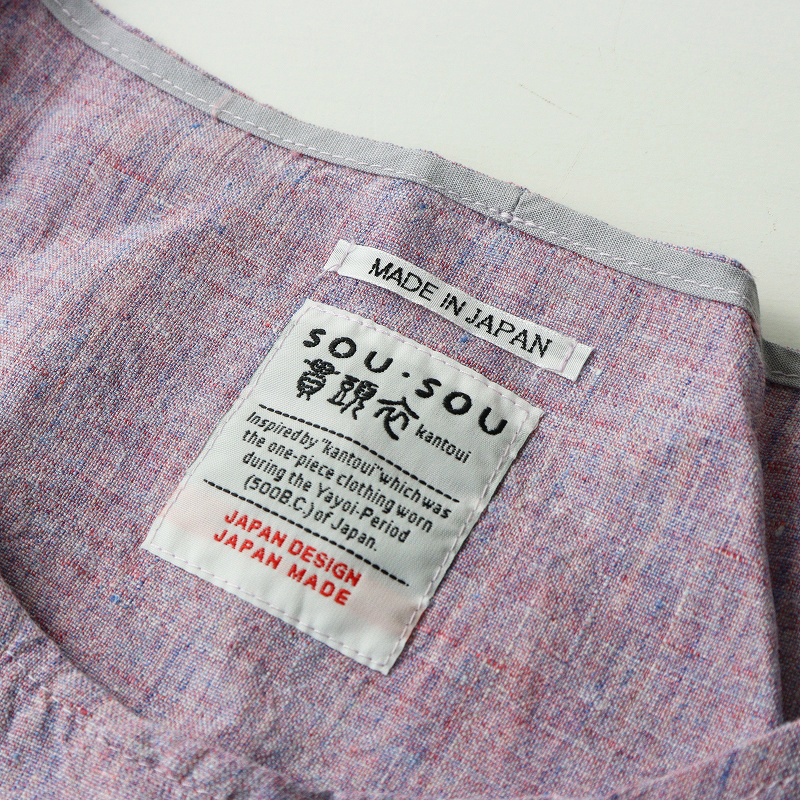 MADE IN JAPAN
SOU・SOU
貫頭衣 kantoui
Inspired by "kantoui" which was
the one-piece clothing worn
during the Yayoi-Period
(500B.C.) of Japan.
JAPAN DESIGN
JAPAN MADE